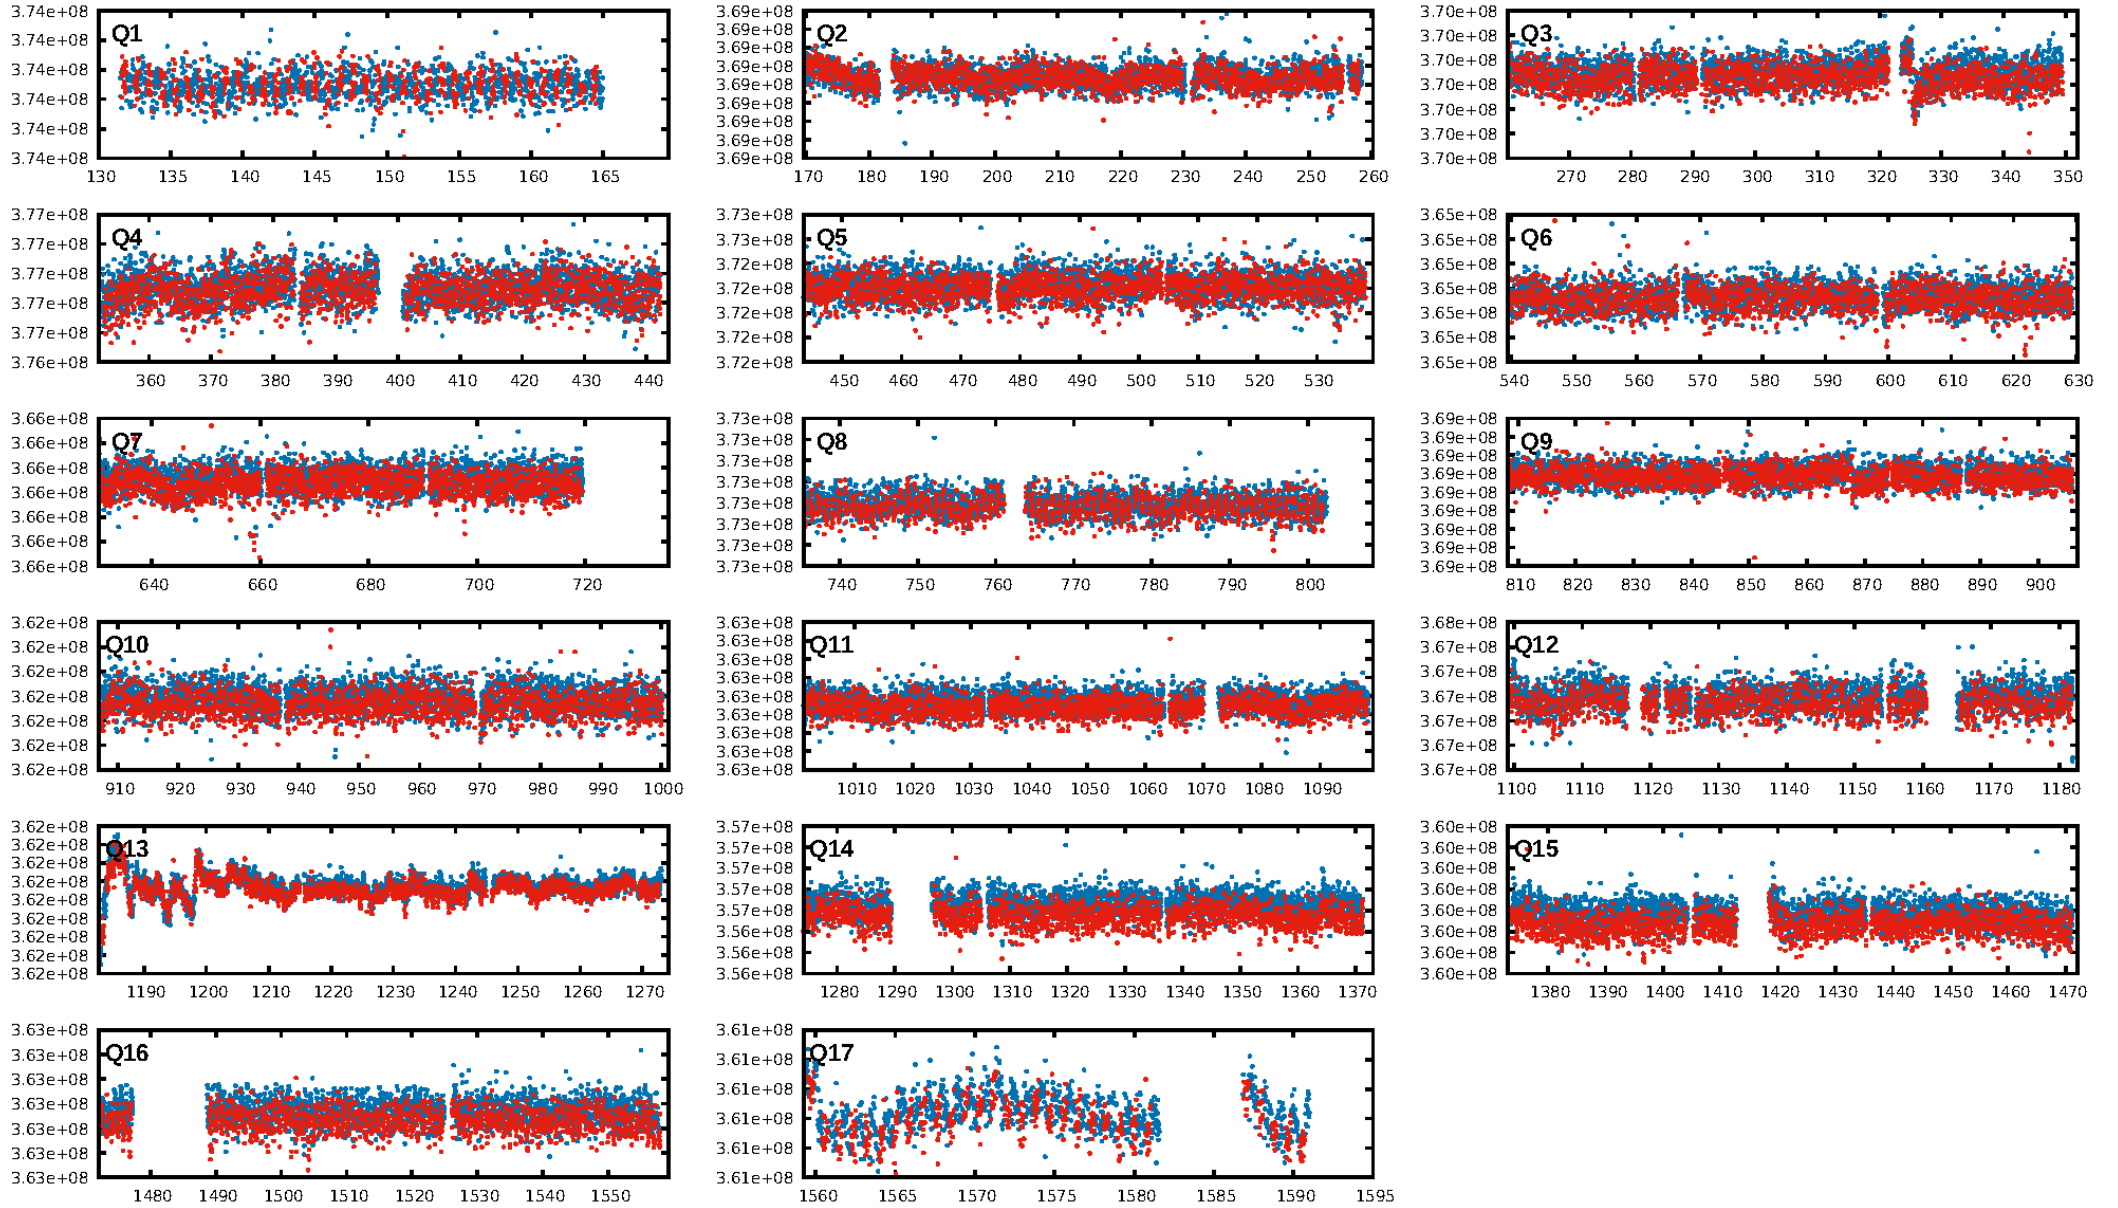 3.74e+08 3.74e+08 3.74e+08 3.74e+08 3.74e+08 3.74e+08
Q1
130 135 140 145 150 155 160 165
3.69e+08 3.69e+08 3.69e+08 3.69e+08 3.69e+08 3.69e+08 3.69e+08 3.69e+08 3.69e+08
Q2
170 180 190 200 210 220 230 240 250 260
3.70e+08 3.70e+08 3.70e+08 3.70e+08 3.70e+08 3.70e+08 3.70e+08
Q3
270 280 290 300 310 320 330 340 350
3.77e+08 3.77e+08 3.77e+08 3.77e+08 3.77e+08 3.76e+08
Q4
360 370 380 390 400 410 420 430 440
3.73e+08 3.73e+08 3.72e+08 3.72e+08 3.72e+08 3.72e+08 3.72e+08
Q5
450 460 470 480 490 500 510 520 530
3.65e+08 3.65e+08 3.65e+08 3.65e+08 3.65e+08 3.65e+08 3.65e+08
Q6
540 550 560 570 580 590 600 610 620 630
3.66e+08 3.66e+08 3.66e+08 3.66e+08 3.66e+08 3.66e+08 3.66e+08
Q7
640 660 680 700 720
3.73e+08 3.73e+08 3.73e+08 3.73e+08 3.73e+08 3.73e+08 3.73e+08 3.73e+08
Q8
740 750 760 770 780 790 800
3.69e+08 3.69e+08 3.69e+08 3.69e+08 3.69e+08 3.69e+08 3.69e+08 3.69e+08 3.69e+08
Q9
810 820 830 840 850 860 870 880 890 900
3.62e+08 3.62e+08 3.62e+08 3.62e+08 3.62e+08 3.62e+08 3.62e+08
Q10
910 920 930 940 950 960 970 980 990 1000
3.63e+08 3.63e+08 3.63e+08 3.63e+08 3.63e+08 3.63e+08 3.63e+08 3.63e+08 3.63e+08
Q11
1010 1020 1030 1040 1050 1060 1070 1080 1090
3.68e+08 3.67e+08 3.67e+08 3.67e+08 3.67e+08 3.67e+08 3.67e+08
Q12
1100 1110 1120 1130 1140 1150 1160 1170 1180
3.62e+08 3.62e+08 3.62e+08 3.62e+08 3.62e+08 3.62e+08 3.62e+08 3.62e+08 3.62e+08
Q13
1190 1200 1210 1220 1230 1240 1250 1260 1270
3.57e+08 3.57e+08 3.57e+08 3.57e+08 3.57e+08 3.56e+08 3.56e+08 3.56e+08
Q14
1280 1290 1300 1310 1320 1330 1340 1350 1360 1370
3.60e+08 3.60e+08 3.60e+08 3.60e+08 3.60e+08 3.60e+08 3.60e+08 3.60e+08
Q15
1380 1390 1400 1410 1420 1430 1440 1450 1460 1470
3.63e+08 3.63e+08 3.63e+08 3.63e+08 3.63e+08 3.63e+08 3.63e+08
Q16
1480 1490 1500 1510 1520 1530 1540 1550
3.61e+08 3.61e+08 3.61e+08 3.61e+08 3.61e+08 3.61e+08
Q17
1560 1565 1570 1575 1580 1585 1590 1595